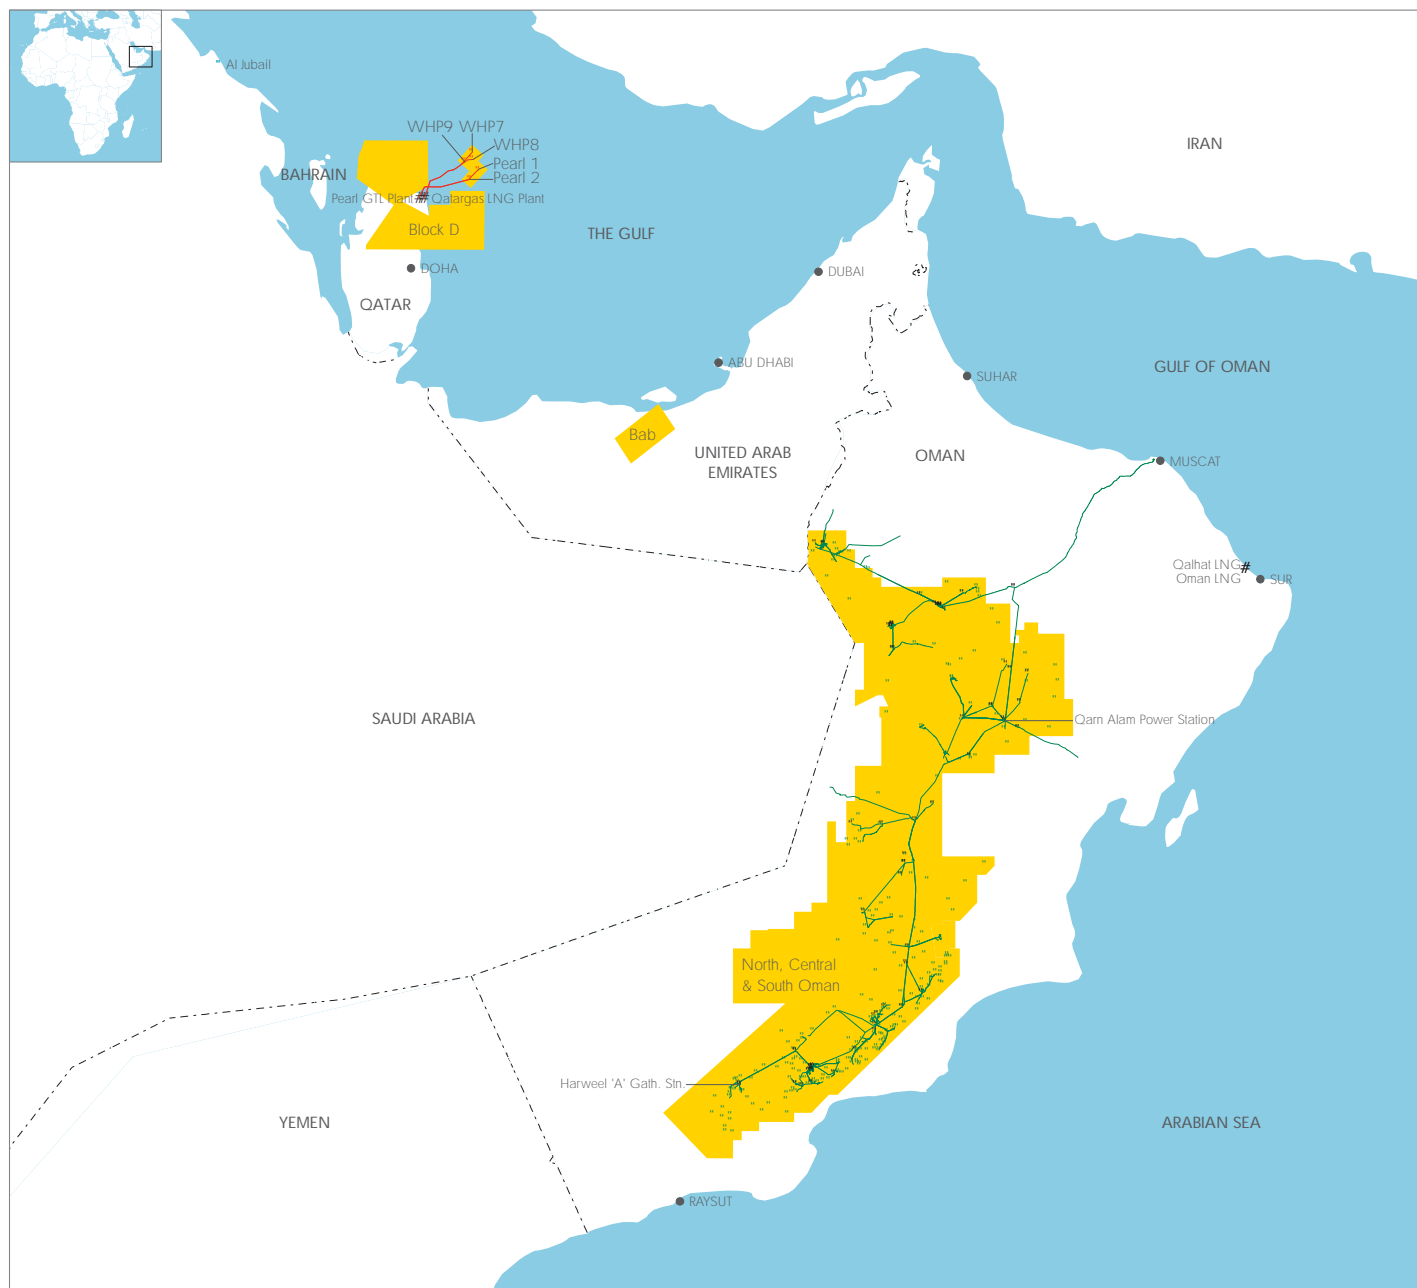 Al Jubail
IRAN
WHP9 WHP7
WHP8
Pearl 1
Pearl 2
BAHRAIN
Pearl GTL Plant
Qatargas LNG Plant
Block D
THE GULF
DOHA
DUBAI
QATAR
ABU DHABI
GULF OF OMAN
SUHAR
Bab
UNITED ARAB
EMIRATES
OMAN
MUSCAT
Qalhat LNG
Oman LNG
SUR
SAUDI ARABIA
Qarn Alam Power Station
North, Central
& South Oman
Harweel 'A' Gath. Stn.
YEMEN
ARABIAN SEA
RAYSUT